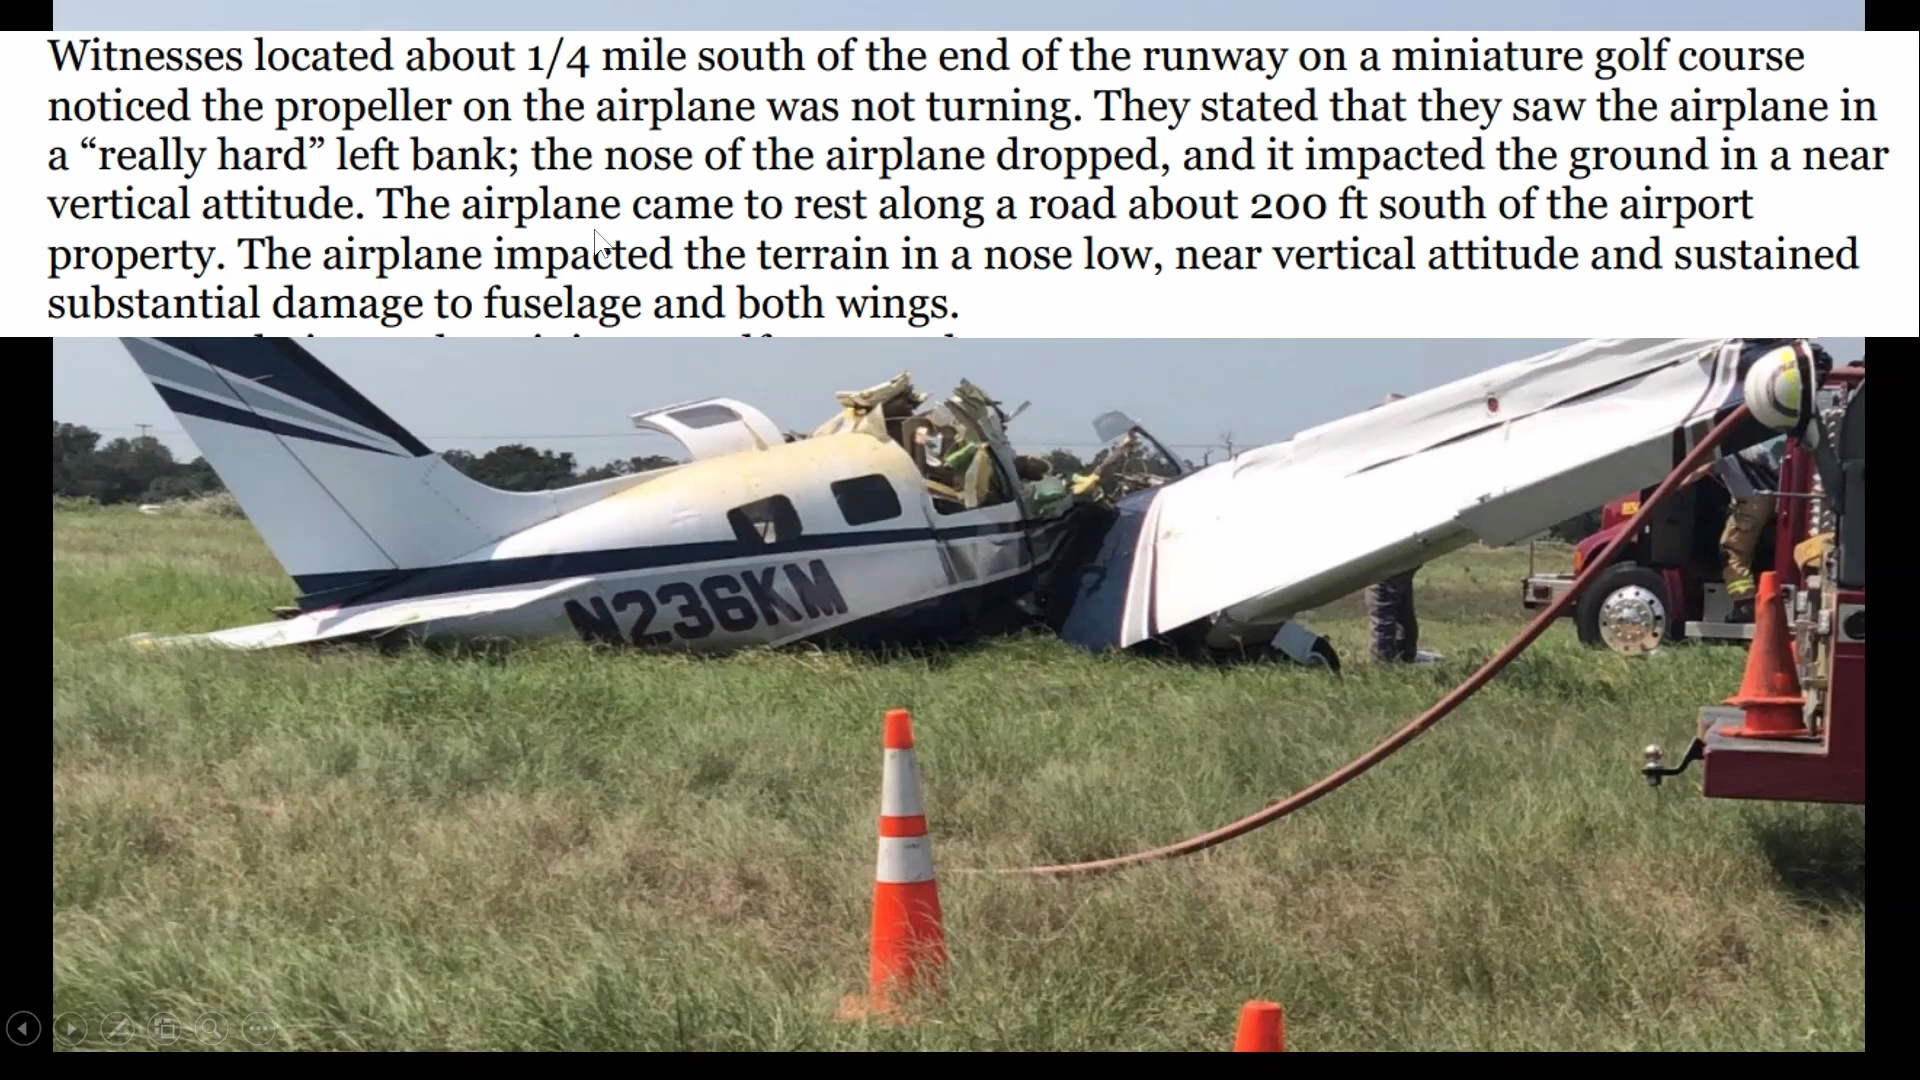 Witnesses located about 1/4 mile south of the end of the runway on a miniature golf course
noticed the propeller on the airplane was not turning. They stated that they saw the airplane in
a “really hard” left bank; the nose of the airplane dropped, and it impacted the ground in a near
vertical attitude. The airplane came to rest along a road about 200 ft south of the airport
property. The airplane impacted the terrain in a nose low, near vertical attitude and sustained
substantial damage to fuselage and both wings.
N236KM